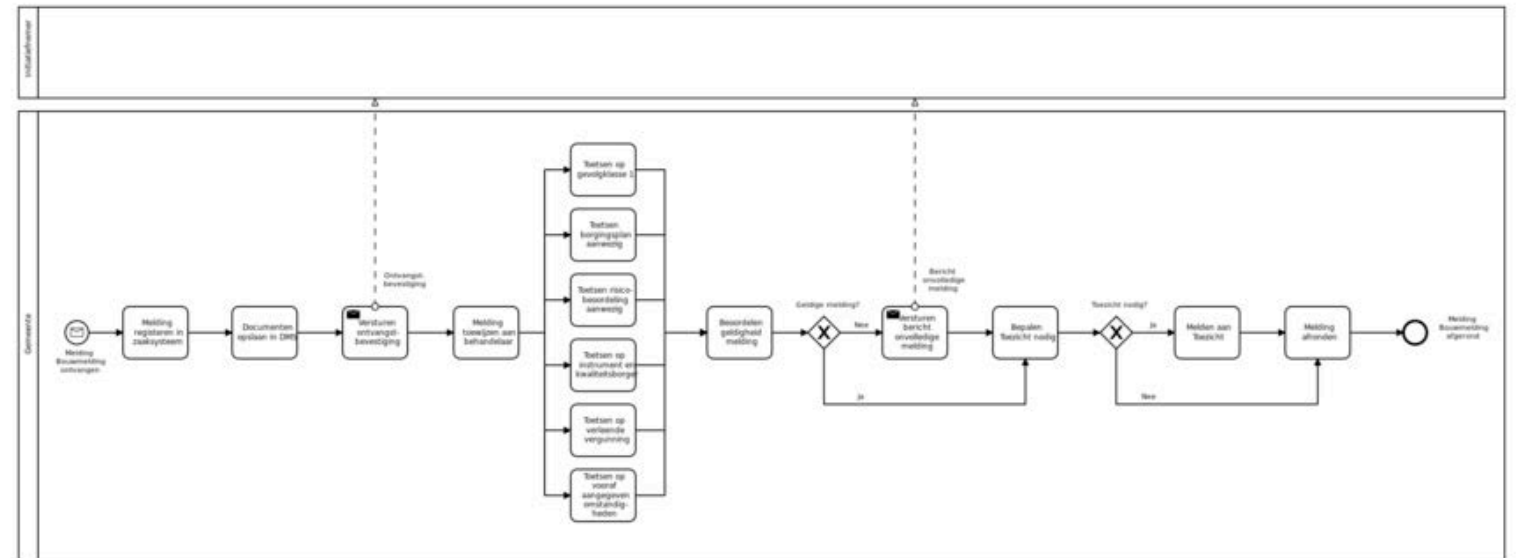 Initiatiefnemer
Gemeente
Melding
Bouwmelding
ontvangen
Melding
registeren in
zaaksysteem
Documenten
opslaan in DMS
Versturen
ontvangst-
bevestiging
Ontvangst-
bevestiging
Melding
toewijzen aan
behandelaar
Toetsen op
gevolgklasse 1
Toetsen
borgingsplan
aanwezig
Toetsen risico-
beoordeling
aanwezig
Toetsen op
instrument en
kwaliteitsborger
Toetsen op
verleende
vergunning
Toetsen op
vooraf
aangegeven
omstandig-
heden
Beoordelen
geldigheid
melding
Geldige melding?
Nee
Ja
Versturen
bericht
onvolledige
melding
Bericht
onvolledige
melding
Bepalen
Toezicht nodig
Toezicht nodig?
Ja
Nee
Melden aan
Toezicht
Melding
afronden
Melding
Bouwmelding
afgerond